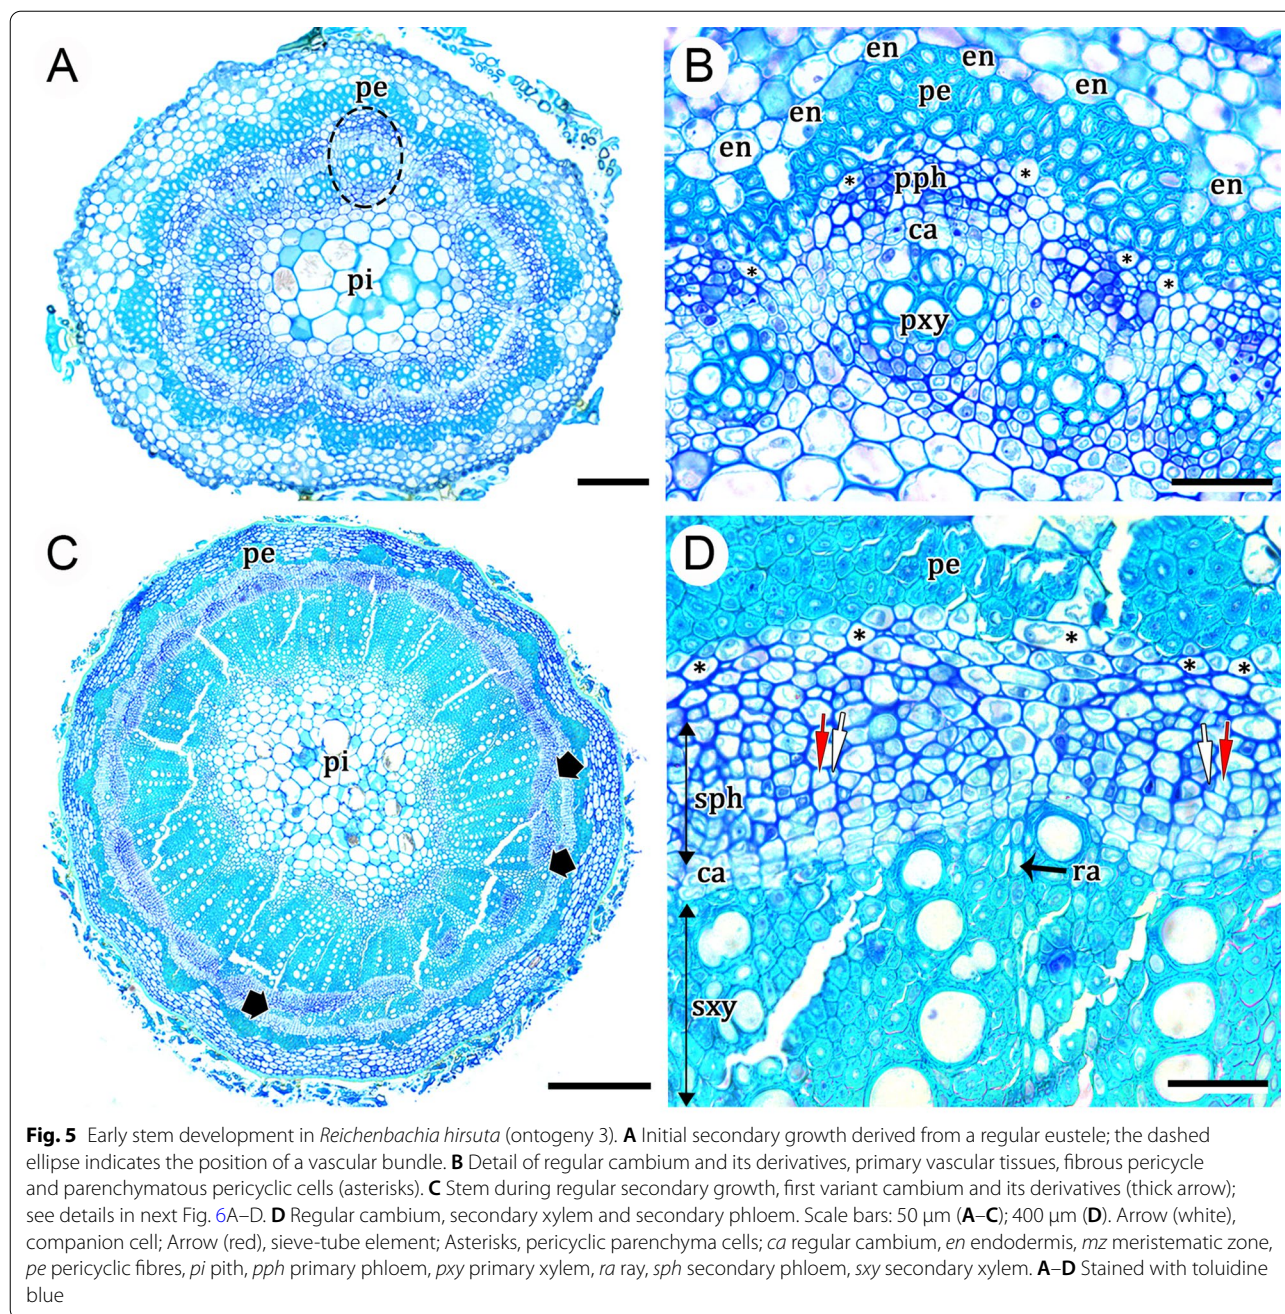 A
pe
pi
B
en
en
en
pe
en
en
en
*
pph
*
ca
*
*
*
pxy
C
pe
pi
D
pe
*
*
*
*
*
sph
ca
ra
sxy
Fig. 5 Early stem development in Reichenbachia hirsuta (ontogeny 3). A Initial secondary growth derived from a regular eustele; the dashed
ellipse indicates the position of a vascular bundle. B Detail of regular cambium and its derivatives, primary vascular tissues, fibrous pericycle
and parenchymatous pericyclic cells (asterisks). C Stem during regular secondary growth, first variant cambium and its derivatives (thick arrow);
see details in next Fig. 6A–D. D Regular cambium, secondary xylem and secondary phloem. Scale bars: 50 µm (A–C); 400 µm (D). Arrow (white),
companion cell; Arrow (red), sieve-tube element; Asterisks, pericyclic parenchyma cells; ca regular cambium, en endodermis, mz meristematic zone,
pe pericyclic fibres, pi pith, pph primary phloem, pxy primary xylem, ra ray, sph secondary phloem, sxy secondary xylem. A–D Stained with toluidine
blue